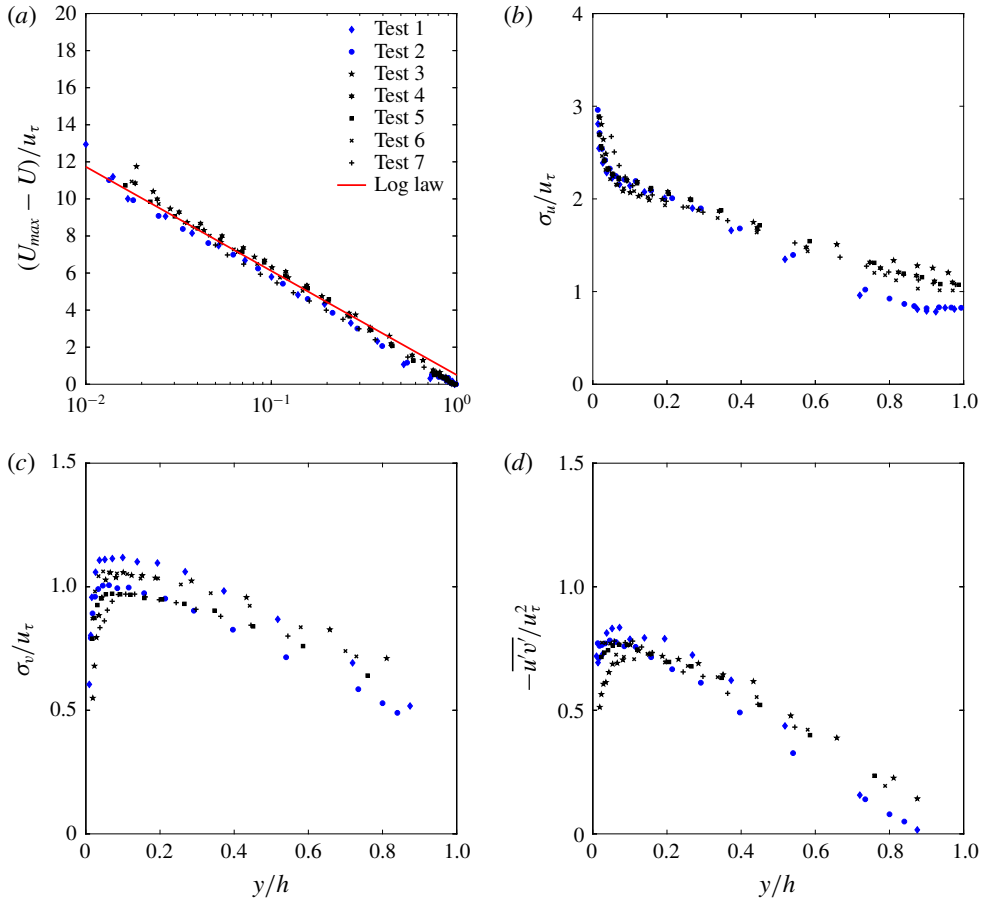 (a)
20
18
16
14
12
10
8
6
4
2
0
(U_max − U)/u_τ
10⁻²
10⁻¹
10⁰
Test 1
Test 2
Test 3
Test 4
Test 5
Test 6
Test 7
Log law
(b)
4
3
2
1
0
σ_u/u_τ
0
0.2
0.4
0.6
0.8
1.0
(c)
1.5
1.0
0.5
0
σ_v/u_τ
0
0.2
0.4
0.6
0.8
1.0
y/h
(d)
1.5
1.0
0.5
0
−u′v′/u_τ²
0
0.2
0.4
0.6
0.8
1.0
y/h